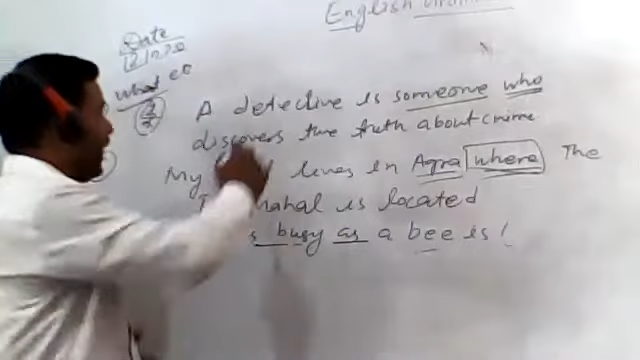 English
Date
what
A detective is someone who
discovers the truth about crime
My lives in Agra where The
mahal is located
busy as a bee is